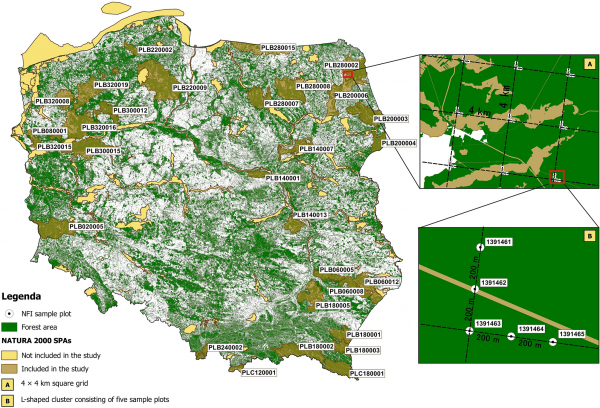 PLB220002
PLB280015
A
PLB280002
PLB320019
PLB220009
PLB280008
PLB320008
PLB300012
PLB280007
PLB200006
4 km
4 km
PLB200003
PLB080001
PLB320016
PLB320015
PLB300015
PLB140007
PLB200004
PLB140001
PLB140013
PLB020005
B
1391461
200 m
1391462
200 m
1391463
1391464
1391465
200 m
200 m
PLB060005
PLB060012
PLB060008
PLB180005
PLB180001
PLB240002
PLB180002
PLB180003
PLC120001
PLC180001
Legenda
NFI sample plot
Forest area
NATURA 2000 SPAs
Not included in the study
Included in the study
A 4 × 4 km square grid
B L-shaped cluster consisting of five sample plots